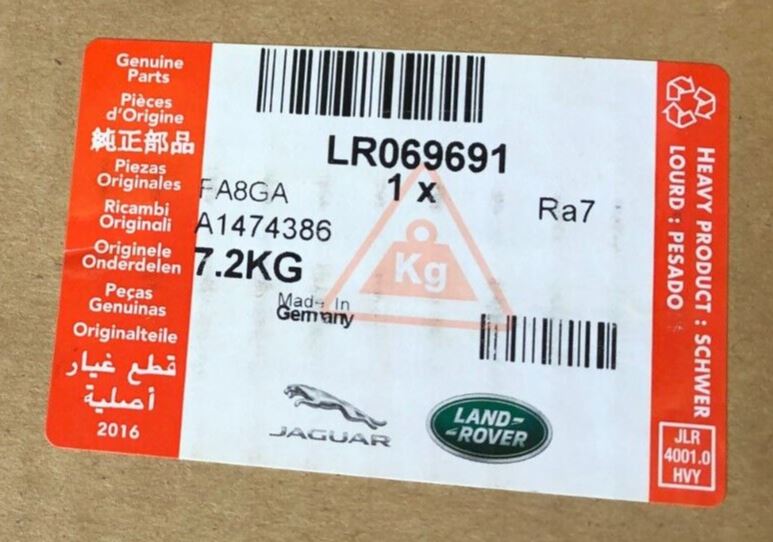 Genuine
Parts
Pièces
d'Origine
純正部品
Piezas
Originales
Ricambi
Originali
Originele
Onderdelen
Peças
Genuinas
Originalteile
قطع غيار
أصلية
2016
LR069691
1 x
FA8GA
Ra7
A1474386
7.2KG
Kg
Made In
Germany
JAGUAR
LAND-
-ROVER
HEAVY PRODUCT : SCHWER
LOURD : PESADO
JLR
4001.0
HVY